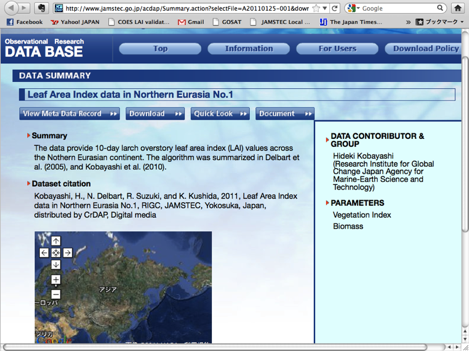 http://www.jamstec.go.jp/acdap/Summary.action?selectFile=A20110125-001&dowr
Google
Yahoo! JAPAN
COES LAI validat...
Gmail
GOSAT
JAMSTEC Local ...
The Japan Times...
ブックマーク
Observational Research
DATA BASE
Top
Information
For Users
Download Policy
DATA SUMMARY
Leaf Area Index data in Northern Eurasia No.1
View Meta Data Record
Download
Quick Look
Document
Summary
The data provide 10-day larch overstory leaf area index (LAI) values
across the Nothern Eurasian continent. The algorithm was summarized in Delbart et
al. (2005), and Kobayashi et al. (2010).
Dataset citation
Kobayashi, H., N. Delbart, R. Suzuki, and K. Kushida, 2011, Leaf Area Index
data in Northern Eurasia No.1, RIGC, JAMSTEC, Yokosuka, Japan,
distributed by CrDAP, Digital media
アジア
ーロッパ
DATA CONTORIBUTOR &
GROUP
Hideki Kobayashi
(Research Institute for Global
Change Japan Agency for
Marine-Earth Science and
Technology)
PARAMETERS
Vegetation Index
Biomass